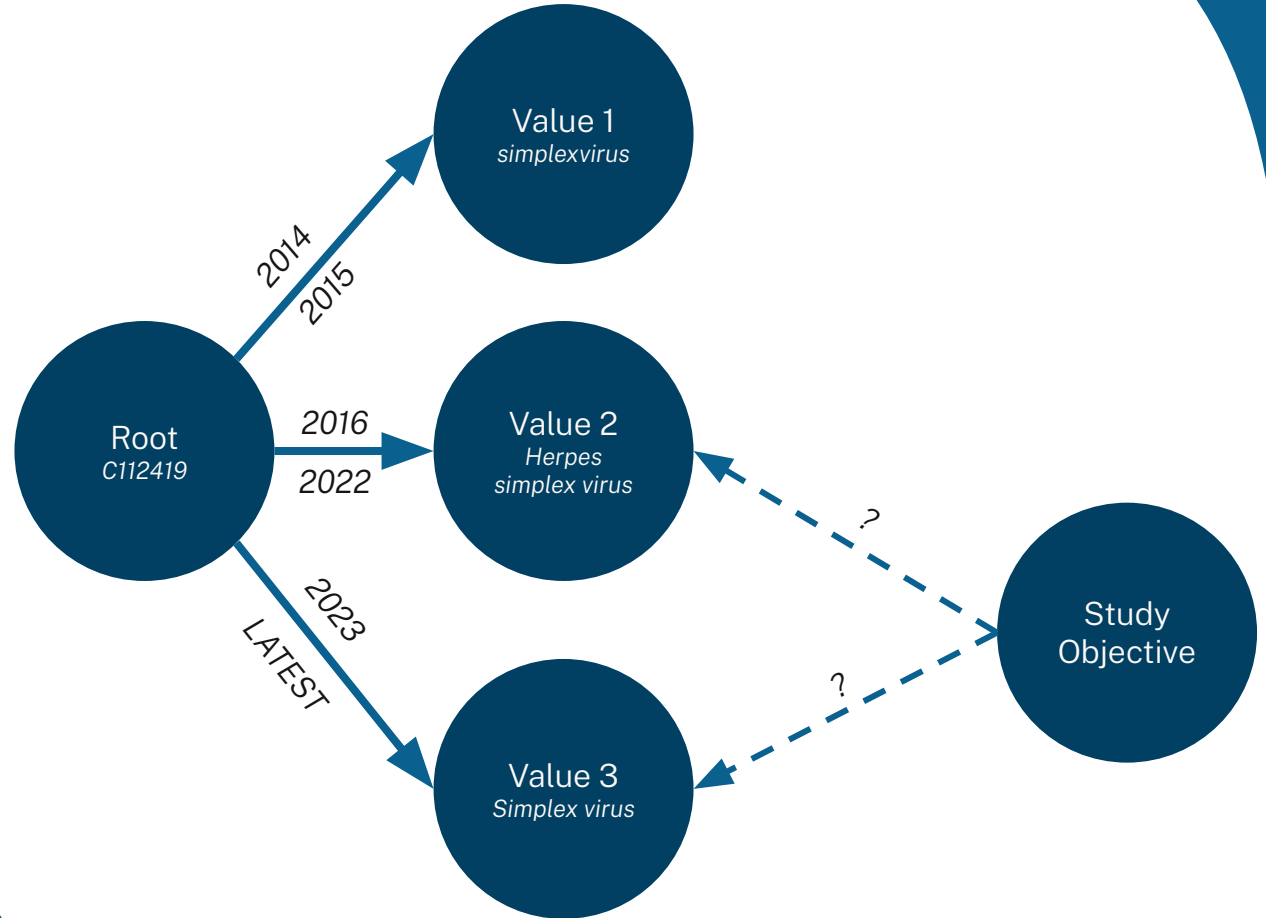 Value 1
simplexvirus
2014
2015
Root
C112419
2016
2022
Value 2
Herpes
simplex virus
?
Study
Objective
?
2023
LATEST
Value 3
Simplex virus